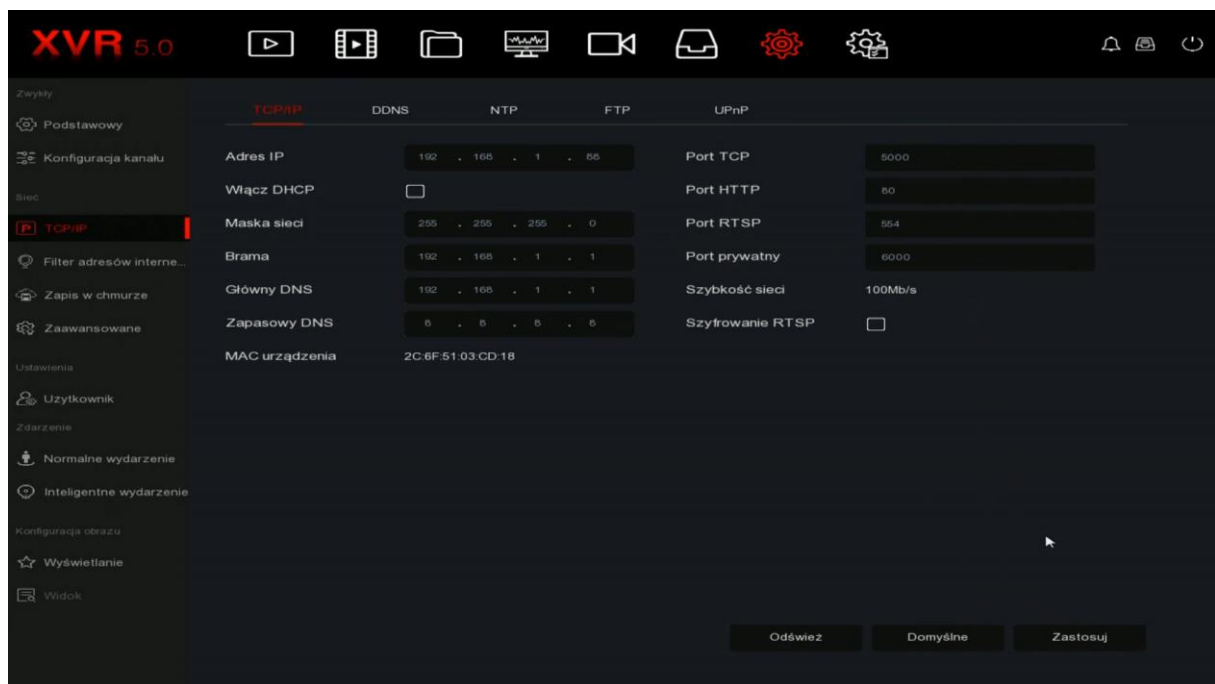 XVR 5.0
Zwykły
Podstawowy
Konfiguracja kanału
Sieć
TCP/IP
Filter adresów interne...
Zapis w chmurze
Zaawansowane
Ustawienia
Użytkownik
Zdarzenie
Normalne wydarzenie
Inteligentne wydarzenie
Konfiguracja obrazu
Wyświetlanie
Widok
TCP/IP DDNS NTP FTP UPnP
Adres IP 192 . 168 . 1 . 88
Włącz DHCP
Maska sieci 255 . 255 . 255 . 0
Brama 192 . 168 . 1 . 1
Główny DNS 192 . 168 . 1 . 1
Zapasowy DNS 8 . 8 . 8 . 8
MAC urządzenia 2C:6F:51:03:CD:18
Port TCP 5000
Port HTTP 80
Port RTSP 554
Port prywatny 6000
Szybkość sieci 100Mb/s
Szyfrowanie RTSP
Odśwież Domyślne Zastosuj